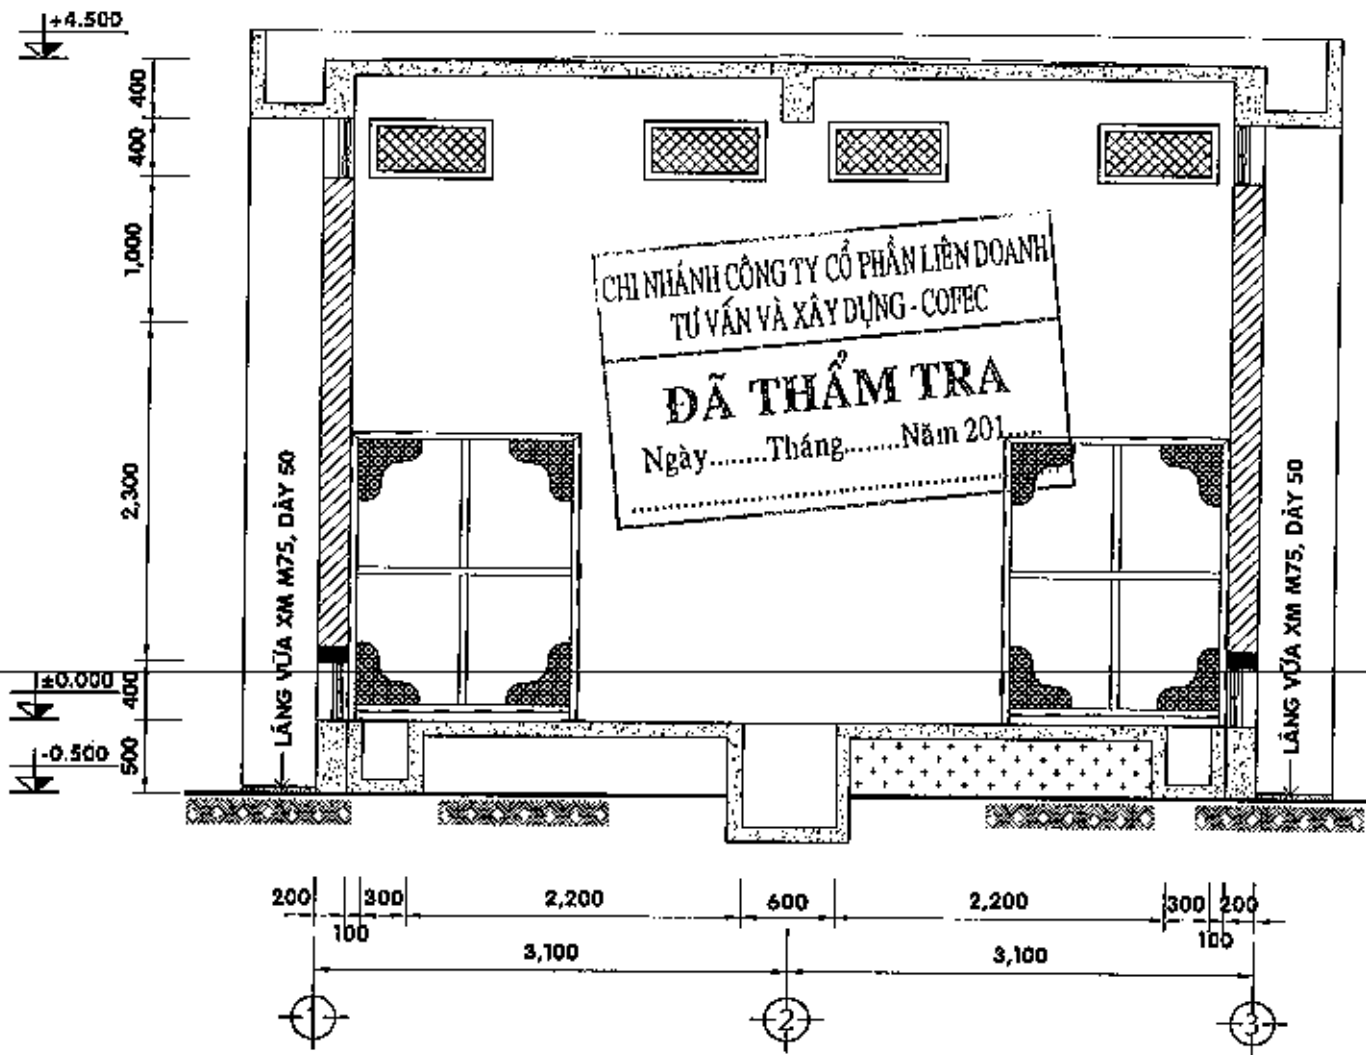 +4.500
400
400
1,000
2,300
±0.000
400
-0.500
500
LÁNG VỮA XM M75, DÀY 50
CHI NHÁNH CÔNG TY CỔ PHẦN LIÊN DOANH
TƯ VẤN VÀ XÂY DỰNG - COFEC
ĐÃ THẨM TRA
Ngày........Tháng........Năm 201.....
LÁNG VỮA XM M75, DÀY 50
200 300 2,200 600 2,200 300 200
100 100
3,100 3,100
1 2 3